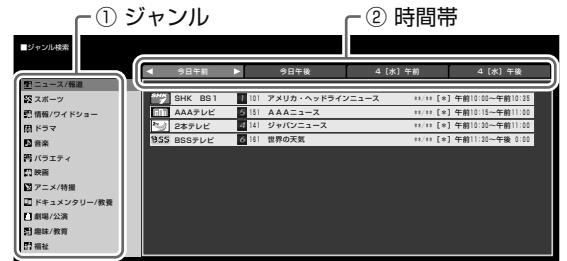 ① ジャンル
② 時間帯
■ジャンル検索
◀ 今日午前 ▶ 今日午後 4 [水] 午前 4 [水] 午後
ニュース/報道
スポーツ
情報/ワイドショー
ドラマ
音楽
バラエティ
映画
アニメ/特撮
ドキュメンタリー/教養
劇場/公演
趣味/教育
福祉
SHK SHK BS1 1 101 アメリカ・ヘッドラインニュース **/** [*] 午前10:00〜午前10:35
AAAテレビ 5 151 AAAニュース **/** [*] 午前10:15〜午前11:00
2本テレビ 4 141 ジャパンニュース **/** [*] 午前10:30〜午前11:00
BSS BSSテレビ 6 161 世界の天気 **/** [*] 午前11:30〜午後 0:00